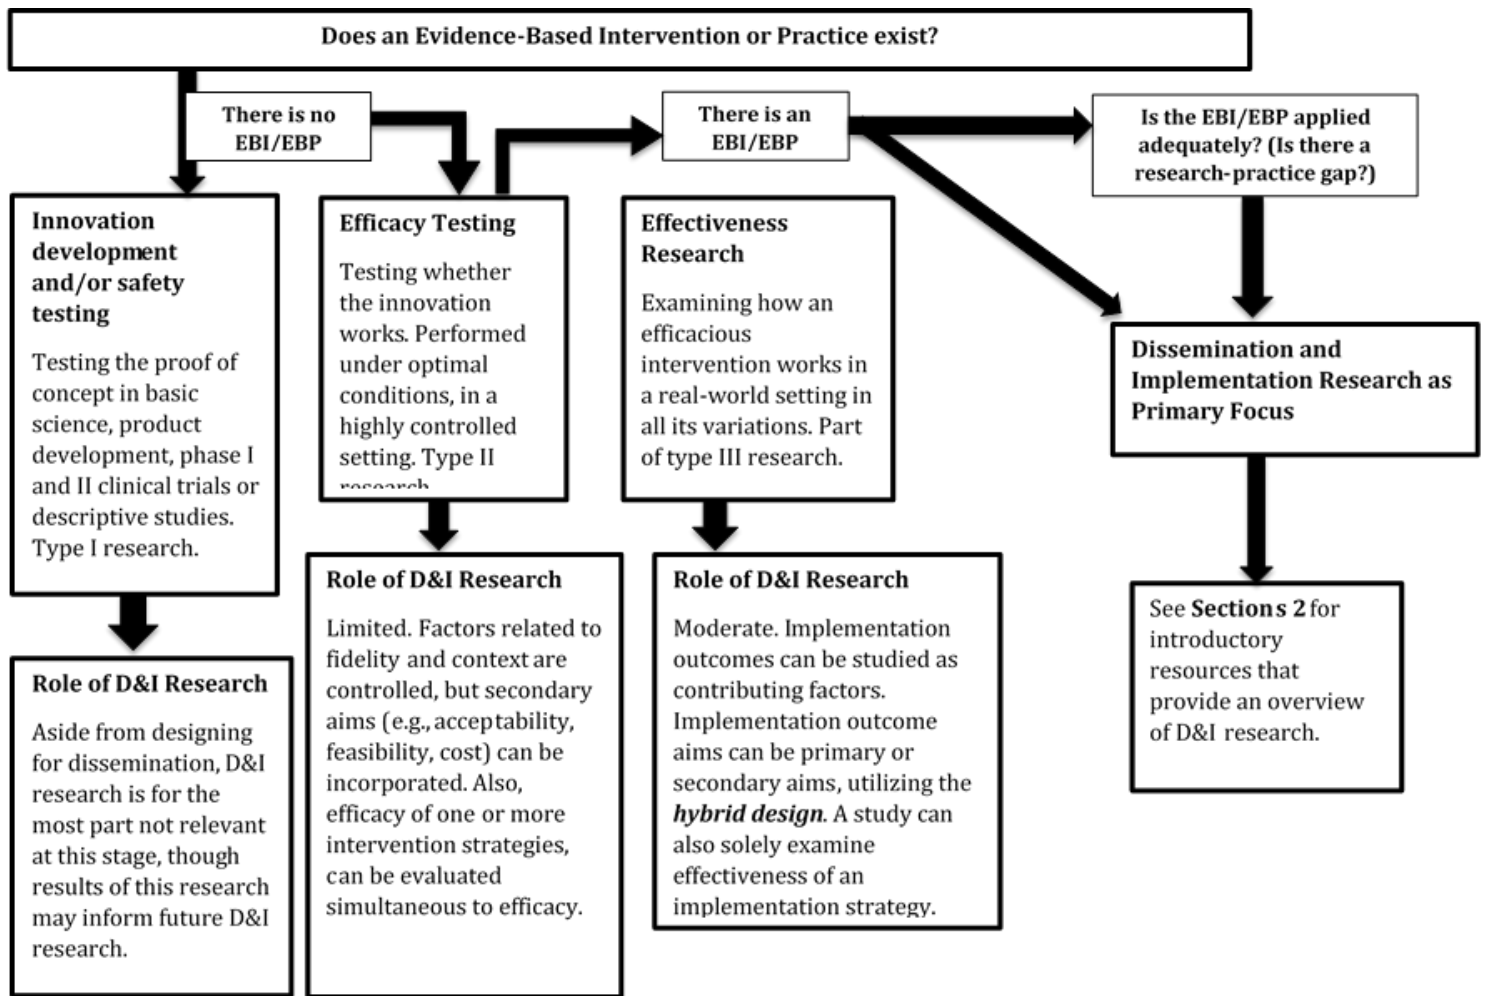 Does an Evidence-Based Intervention or Practice exist?
There is no
EBI/EBP
There is an
EBI/EBP
Is the EBI/EBP applied
adequately? (Is there a
research-practice gap?)
Innovation
development
and/or safety
testing
Testing the proof of
concept in basic
science, product
development, phase I
and II clinical trials or
descriptive studies.
Type I research.
Efficacy Testing
Testing whether
the innovation
works. Performed
under optimal
conditions, in a
highly controlled
setting. Type II
research
Effectiveness
Research
Examining how an
efficacious
intervention works in
a real-world setting in
all its variations. Part
of type III research.
Dissemination and
Implementation Research as
Primary Focus
Role of D&I Research
Aside from designing
for dissemination, D&I
research is for the
most part not relevant
at this stage, though
results of this research
may inform future D&I
research.
Role of D&I Research
Limited. Factors related to
fidelity and context are
controlled, but secondary
aims (e.g., acceptability,
feasibility, cost) can be
incorporated. Also,
efficacy of one or more
intervention strategies,
can be evaluated
simultaneous to efficacy.
Role of D&I Research
Moderate. Implementation
outcomes can be studied as
contributing factors.
Implementation outcome
aims can be primary or
secondary aims, utilizing the
hybrid design. A study can
also solely examine
effectiveness of an
implementation strategy.
See Sections 2 for
introductory
resources that
provide an overview
of D&I research.